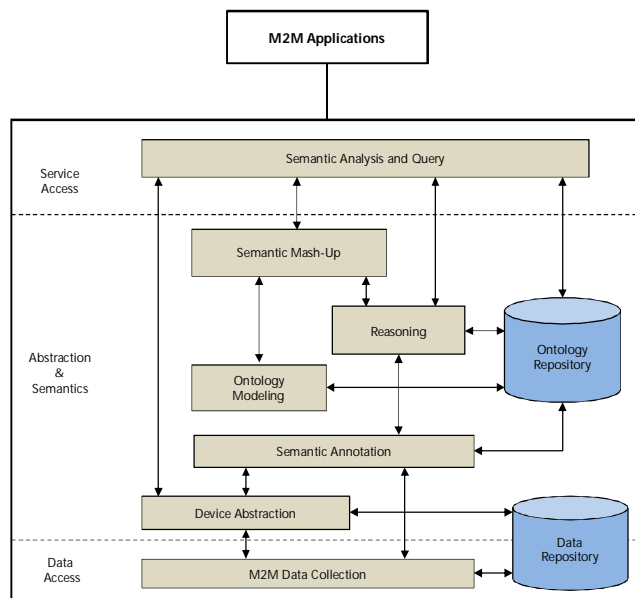 M2M Applications
Semantic Analysis and Query
Service
Access
Semantic Mash-Up
Reasoning
Ontology
Repository
Abstraction
&
Semantics
Ontology
Modeling
Semantic Annotation
Device Abstraction
Data
Repository
Data
Access
M2M Data Collection